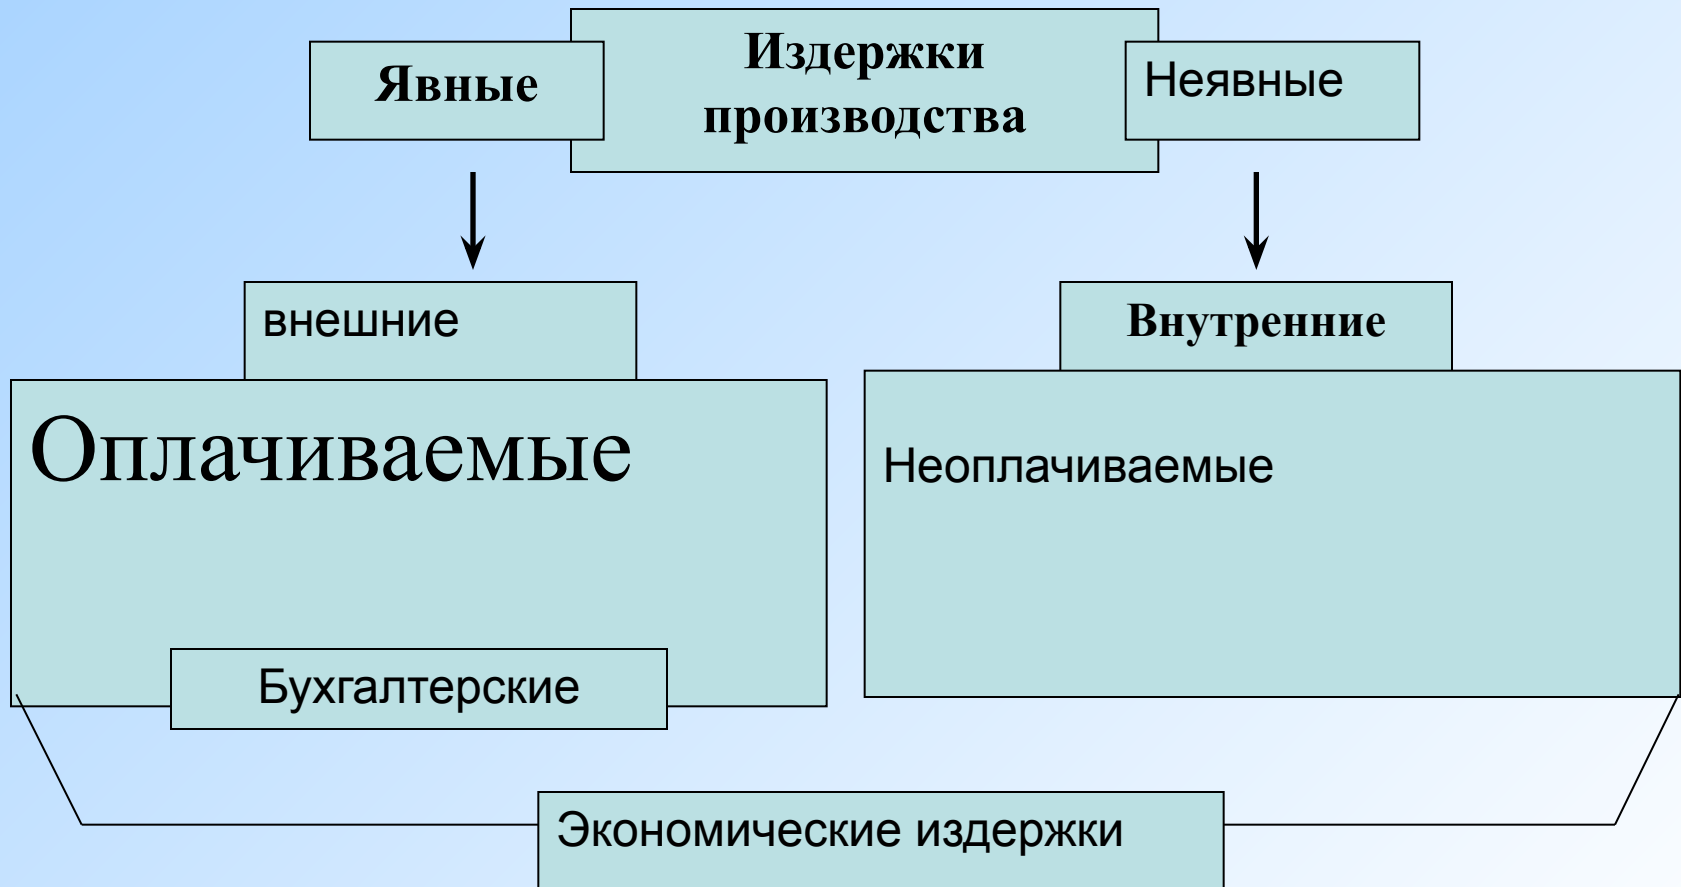 Явные
Издержки
производства
Неявные
внешние
Внутренние
Оплачиваемые
Неоплачиваемые
Бухгалтерские
Экономические издержки